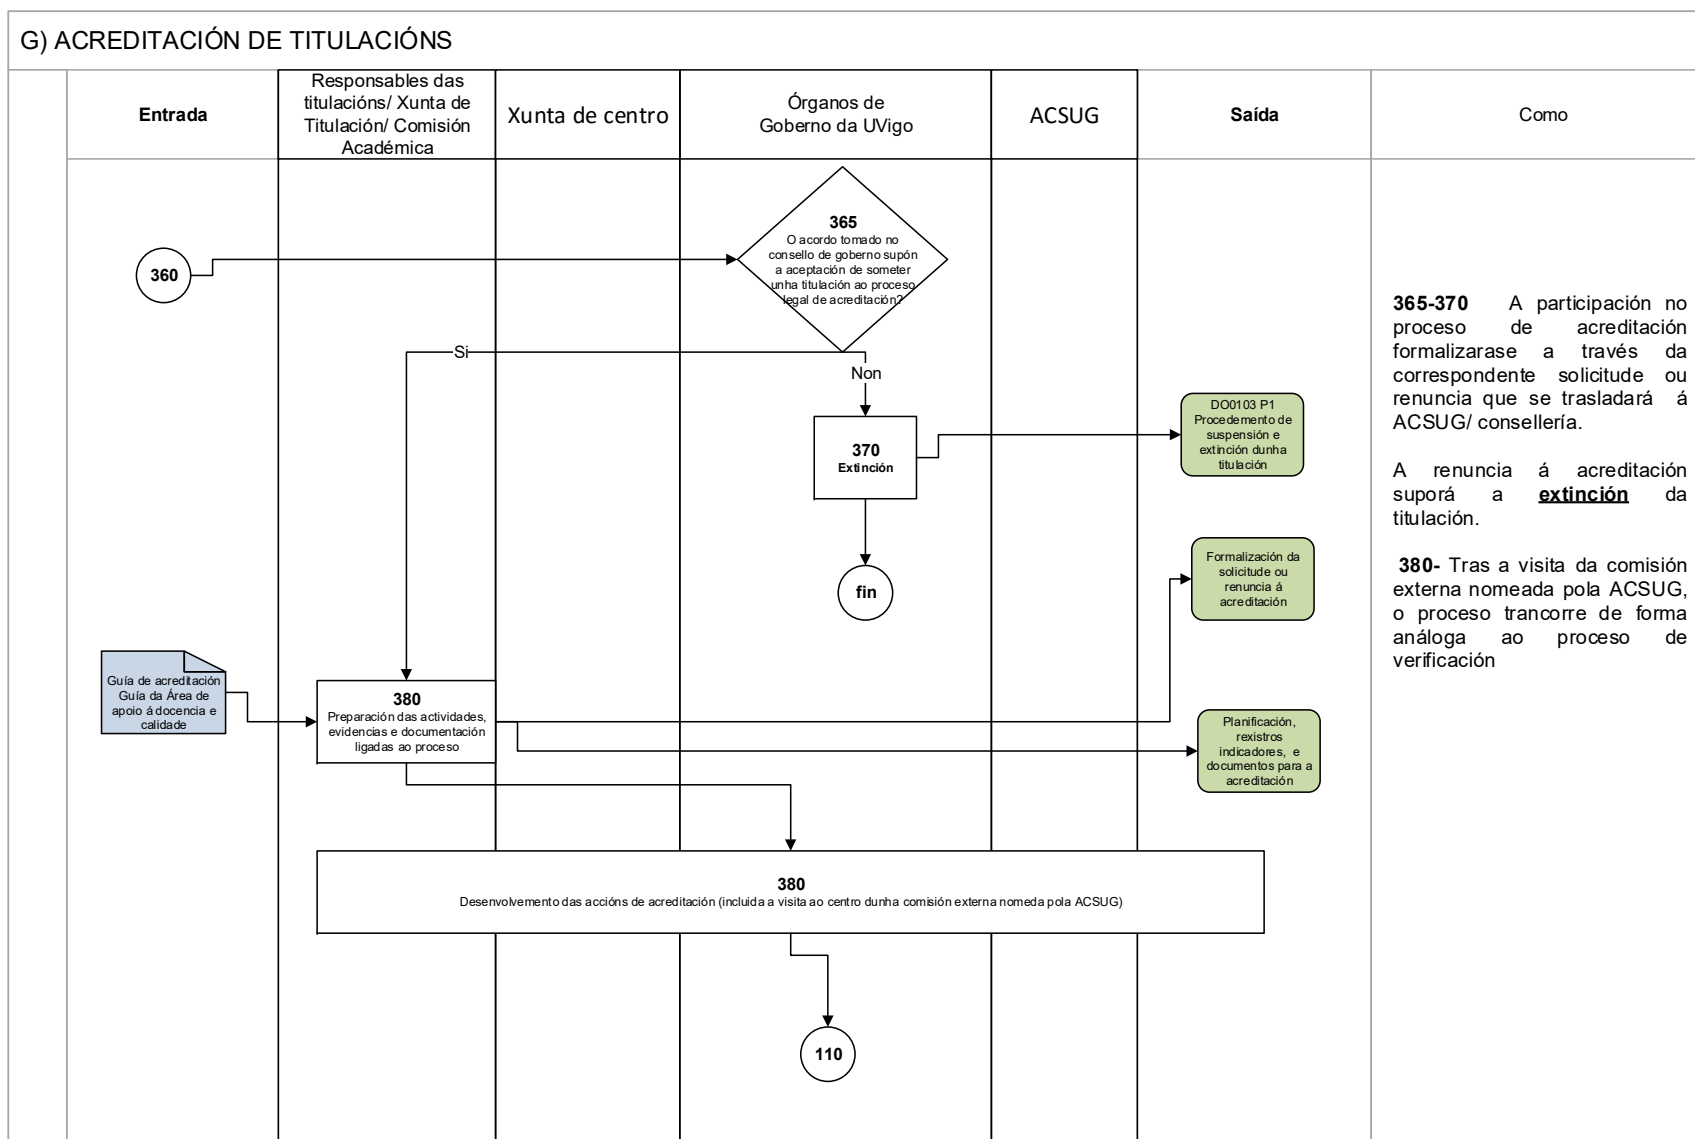 G) ACREDITACIÓN DE TITULACIÓNS
Entrada
Responsables das
titulacións/ Xunta de
Titulación/ Comisión
Académica
Xunta de centro
Órganos de
Goberno da UVigo
ACSUG
Saída
Como
360
365
O acordo tomado no
consello de goberno supón
a aceptación de someter
unha titulación ao proceso
legal de acreditación?
Si
Non
370
Extinción
DO0103 P1
Procedemento de
suspensión e
extinción dunha
titulación
fin
Formalización da
solicitude ou
renuncia á
acreditación
Guía de acreditación
Guía da Área de
apoio á docencia e
calidade
380
Preparación das actividades,
evidencias e documentación
ligadas ao proceso
Planificación,
rexistros
indicadores, e
documentos para a
acreditación
380
Desenvolvemento das accións de acreditación (incluida a visita ao centro dunha comisión externa nomeda pola ACSUG)
110
365-370 A participación no
proceso de acreditación
formalizarase a través da
correspondente solicitude ou
renuncia que se trasladará á
ACSUG/ consellería.
A renuncia á acreditación
suporá a extinción da
titulación.
380- Tras a visita da comisión
externa nomeada pola ACSUG,
o proceso trancorre de forma
análoga ao proceso de
verificación